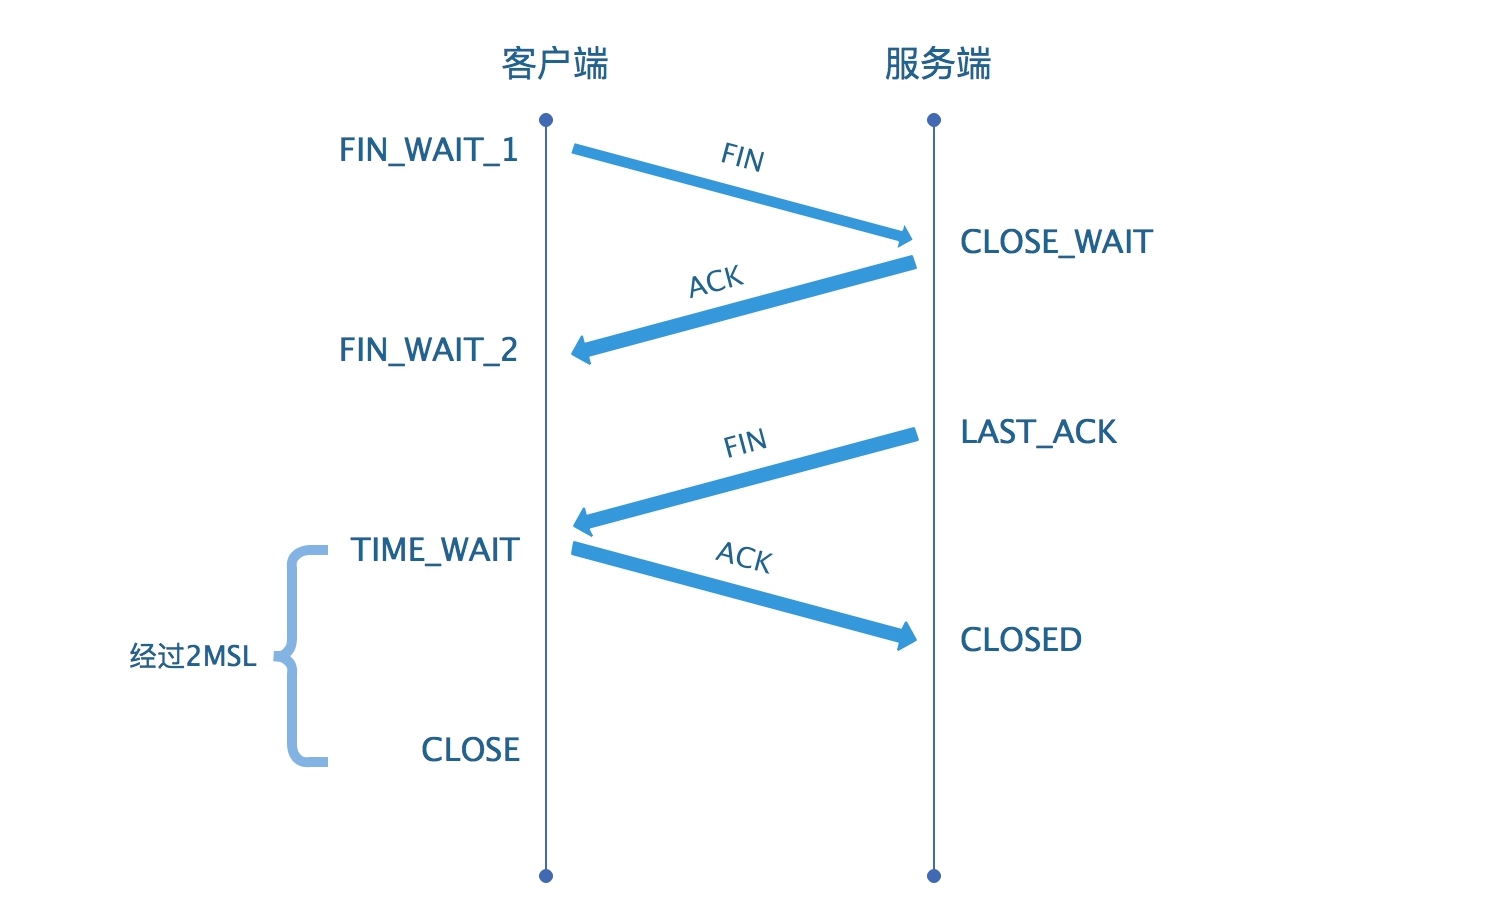 客户端
服务端
FIN_WAIT_1
FIN
CLOSE_WAIT
ACK
FIN_WAIT_2
LAST_ACK
FIN
TIME_WAIT
ACK
CLOSED
经过2MSL
CLOSE